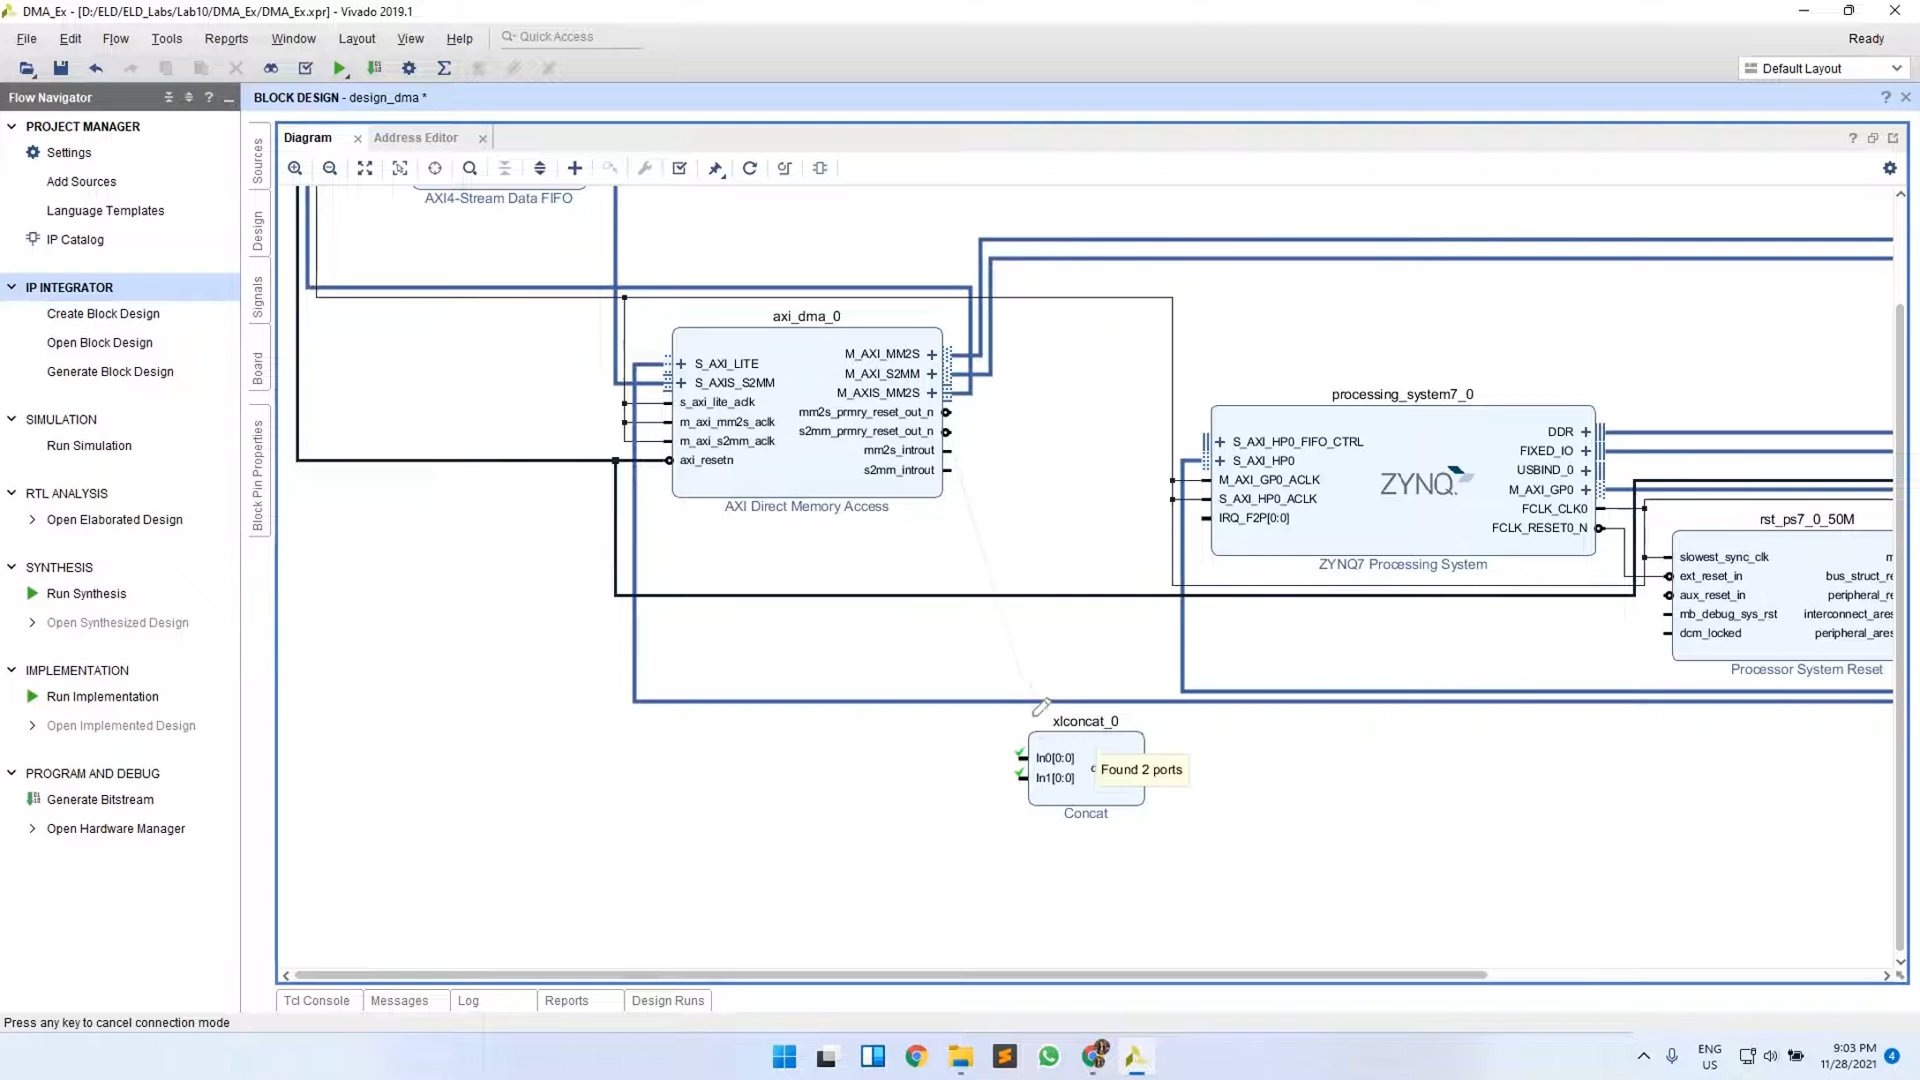 DMA_Ex - [D:/ELD/ELD_Labs/Lab10/DMA_Ex/DMA_Ex.xpr] - Vivado 2019.1
File Edit Flow Tools Reports Window Layout View Help
Quick Access
Ready
Default Layout
Flow Navigator
PROJECT MANAGER
Settings
Add Sources
Language Templates
IP Catalog
IP INTEGRATOR
Create Block Design
Open Block Design
Generate Block Design
SIMULATION
Run Simulation
RTL ANALYSIS
Open Elaborated Design
SYNTHESIS
Run Synthesis
Open Synthesized Design
IMPLEMENTATION
Run Implementation
Open Implemented Design
PROGRAM AND DEBUG
Generate Bitstream
Open Hardware Manager
BLOCK DESIGN - design_dma *
Sources
Design
Signals
Board
Block Pin Properties
Diagram
Address Editor
AXI4-Stream Data FIFO
axi_dma_0
S_AXI_LITE
S_AXIS_S2MM
s_axi_lite_aclk
m_axi_mm2s_aclk
m_axi_s2mm_aclk
axi_resetn
M_AXI_MM2S
M_AXI_S2MM
M_AXIS_MM2S
mm2s_prmry_reset_out_n
s2mm_prmry_reset_out_n
mm2s_introut
s2mm_introut
AXI Direct Memory Access
processing_system7_0
S_AXI_HP0_FIFO_CTRL
S_AXI_HP0
M_AXI_GP0_ACLK
S_AXI_HP0_ACLK
IRQ_F2P[0:0]
ZYNQ
DDR
FIXED_IO
USBIND_0
M_AXI_GP0
FCLK_CLK0
FCLK_RESET0_N
ZYNQ7 Processing System
rst_ps7_0_50M
slowest_sync_clk
ext_reset_in
aux_reset_in
mb_debug_sys_rst
dcm_locked
m
bus_struct_re
peripheral_re
interconnect_ares
peripheral_ares
Processor System Reset
xlconcat_0
In0[0:0]
In1[0:0]
Found 2 ports
Concat
Tcl Console
Messages
Log
Reports
Design Runs
Press any key to cancel connection mode
ENG
US
9:03 PM
11/28/2021
4